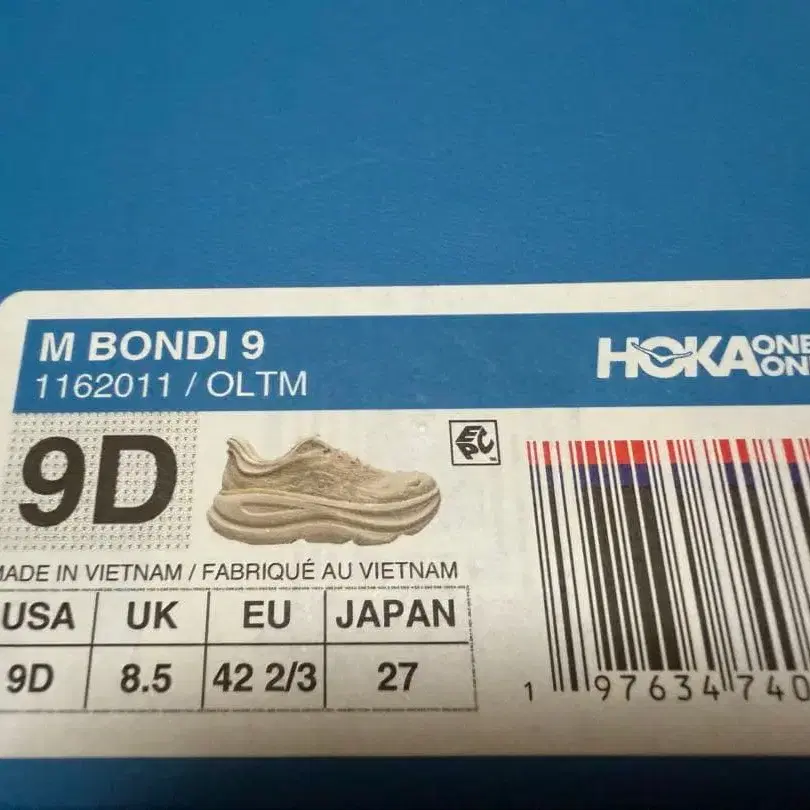 M BONDI 9
1162011 / OLTM
HOKA ONE ONE
9D
EPC
MADE IN VIETNAM / FABRIQUÉ AU VIETNAM
USA UK EU JAPAN
9D 8.5 42 2/3 27
1 97634 740